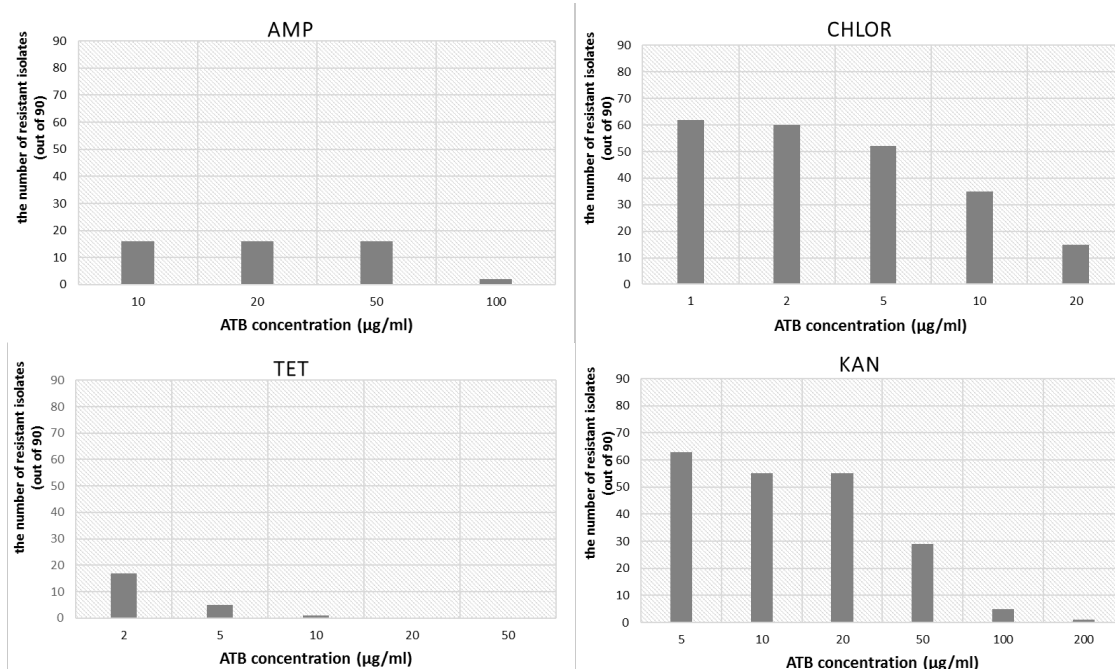 AMP
the number of resistant isolates
(out of 90)
90
80
70
60
50
40
30
20
10
0
10 20 50 100
ATB concentration (µg/ml)
CHLOR
the number of resistant isolates
(out of 90)
90
80
70
60
50
40
30
20
10
0
1 2 5 10 20
ATB concentration (µg/ml)
TET
the number of resistant isolates
(out of 90)
90
80
70
60
50
40
30
20
10
0
2 5 10 20 50
ATB concentration (µg/ml)
KAN
the number of resistant isolates
(out of 90)
90
80
70
60
50
40
30
20
10
0
5 10 20 50 100 200
ATB concentration (µg/ml)